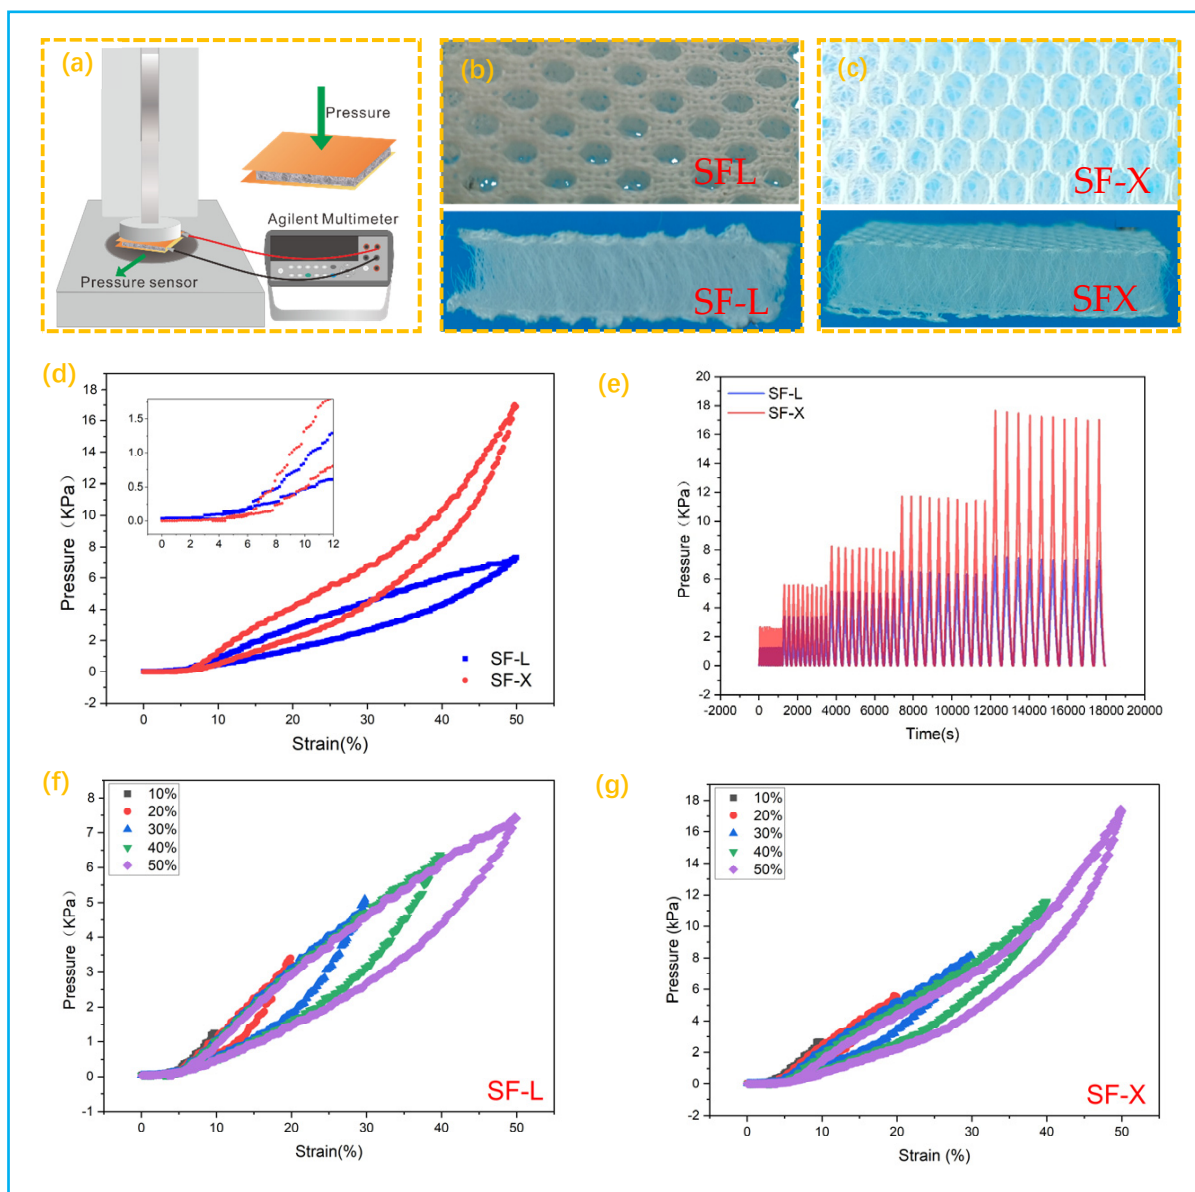 (a)
Pressure
Agilent Multimeter
Pressure sensor
(b)
SFL
SF-L
(c)
SF-X
SFX
(d)
18
16
14
12
10
8
6
4
2
0
-2
Pressure (KPa)
1.5
1.0
0.5
0.0
0 2 4 6 8 10 12
SF-L
SF-X
0 10 20 30 40 50
Strain(%)
(e)
20
18
16
14
12
10
8
6
4
2
0
-2
Pressure (KPa)
SF-L
SF-X
-2000 0 2000 4000 6000 8000 10000 12000 14000 16000 18000 20000
Time(s)
(f)
8
7
6
5
4
3
2
1
0
-1
Pressure (KPa)
10%
20%
30%
40%
50%
SF-L
0 10 20 30 40 50
Strain(%)
(g)
18
16
14
12
10
8
6
4
2
0
-2
Pressure (kPa)
10%
20%
30%
40%
50%
SF-X
0 10 20 30 40 50
Strain (%)